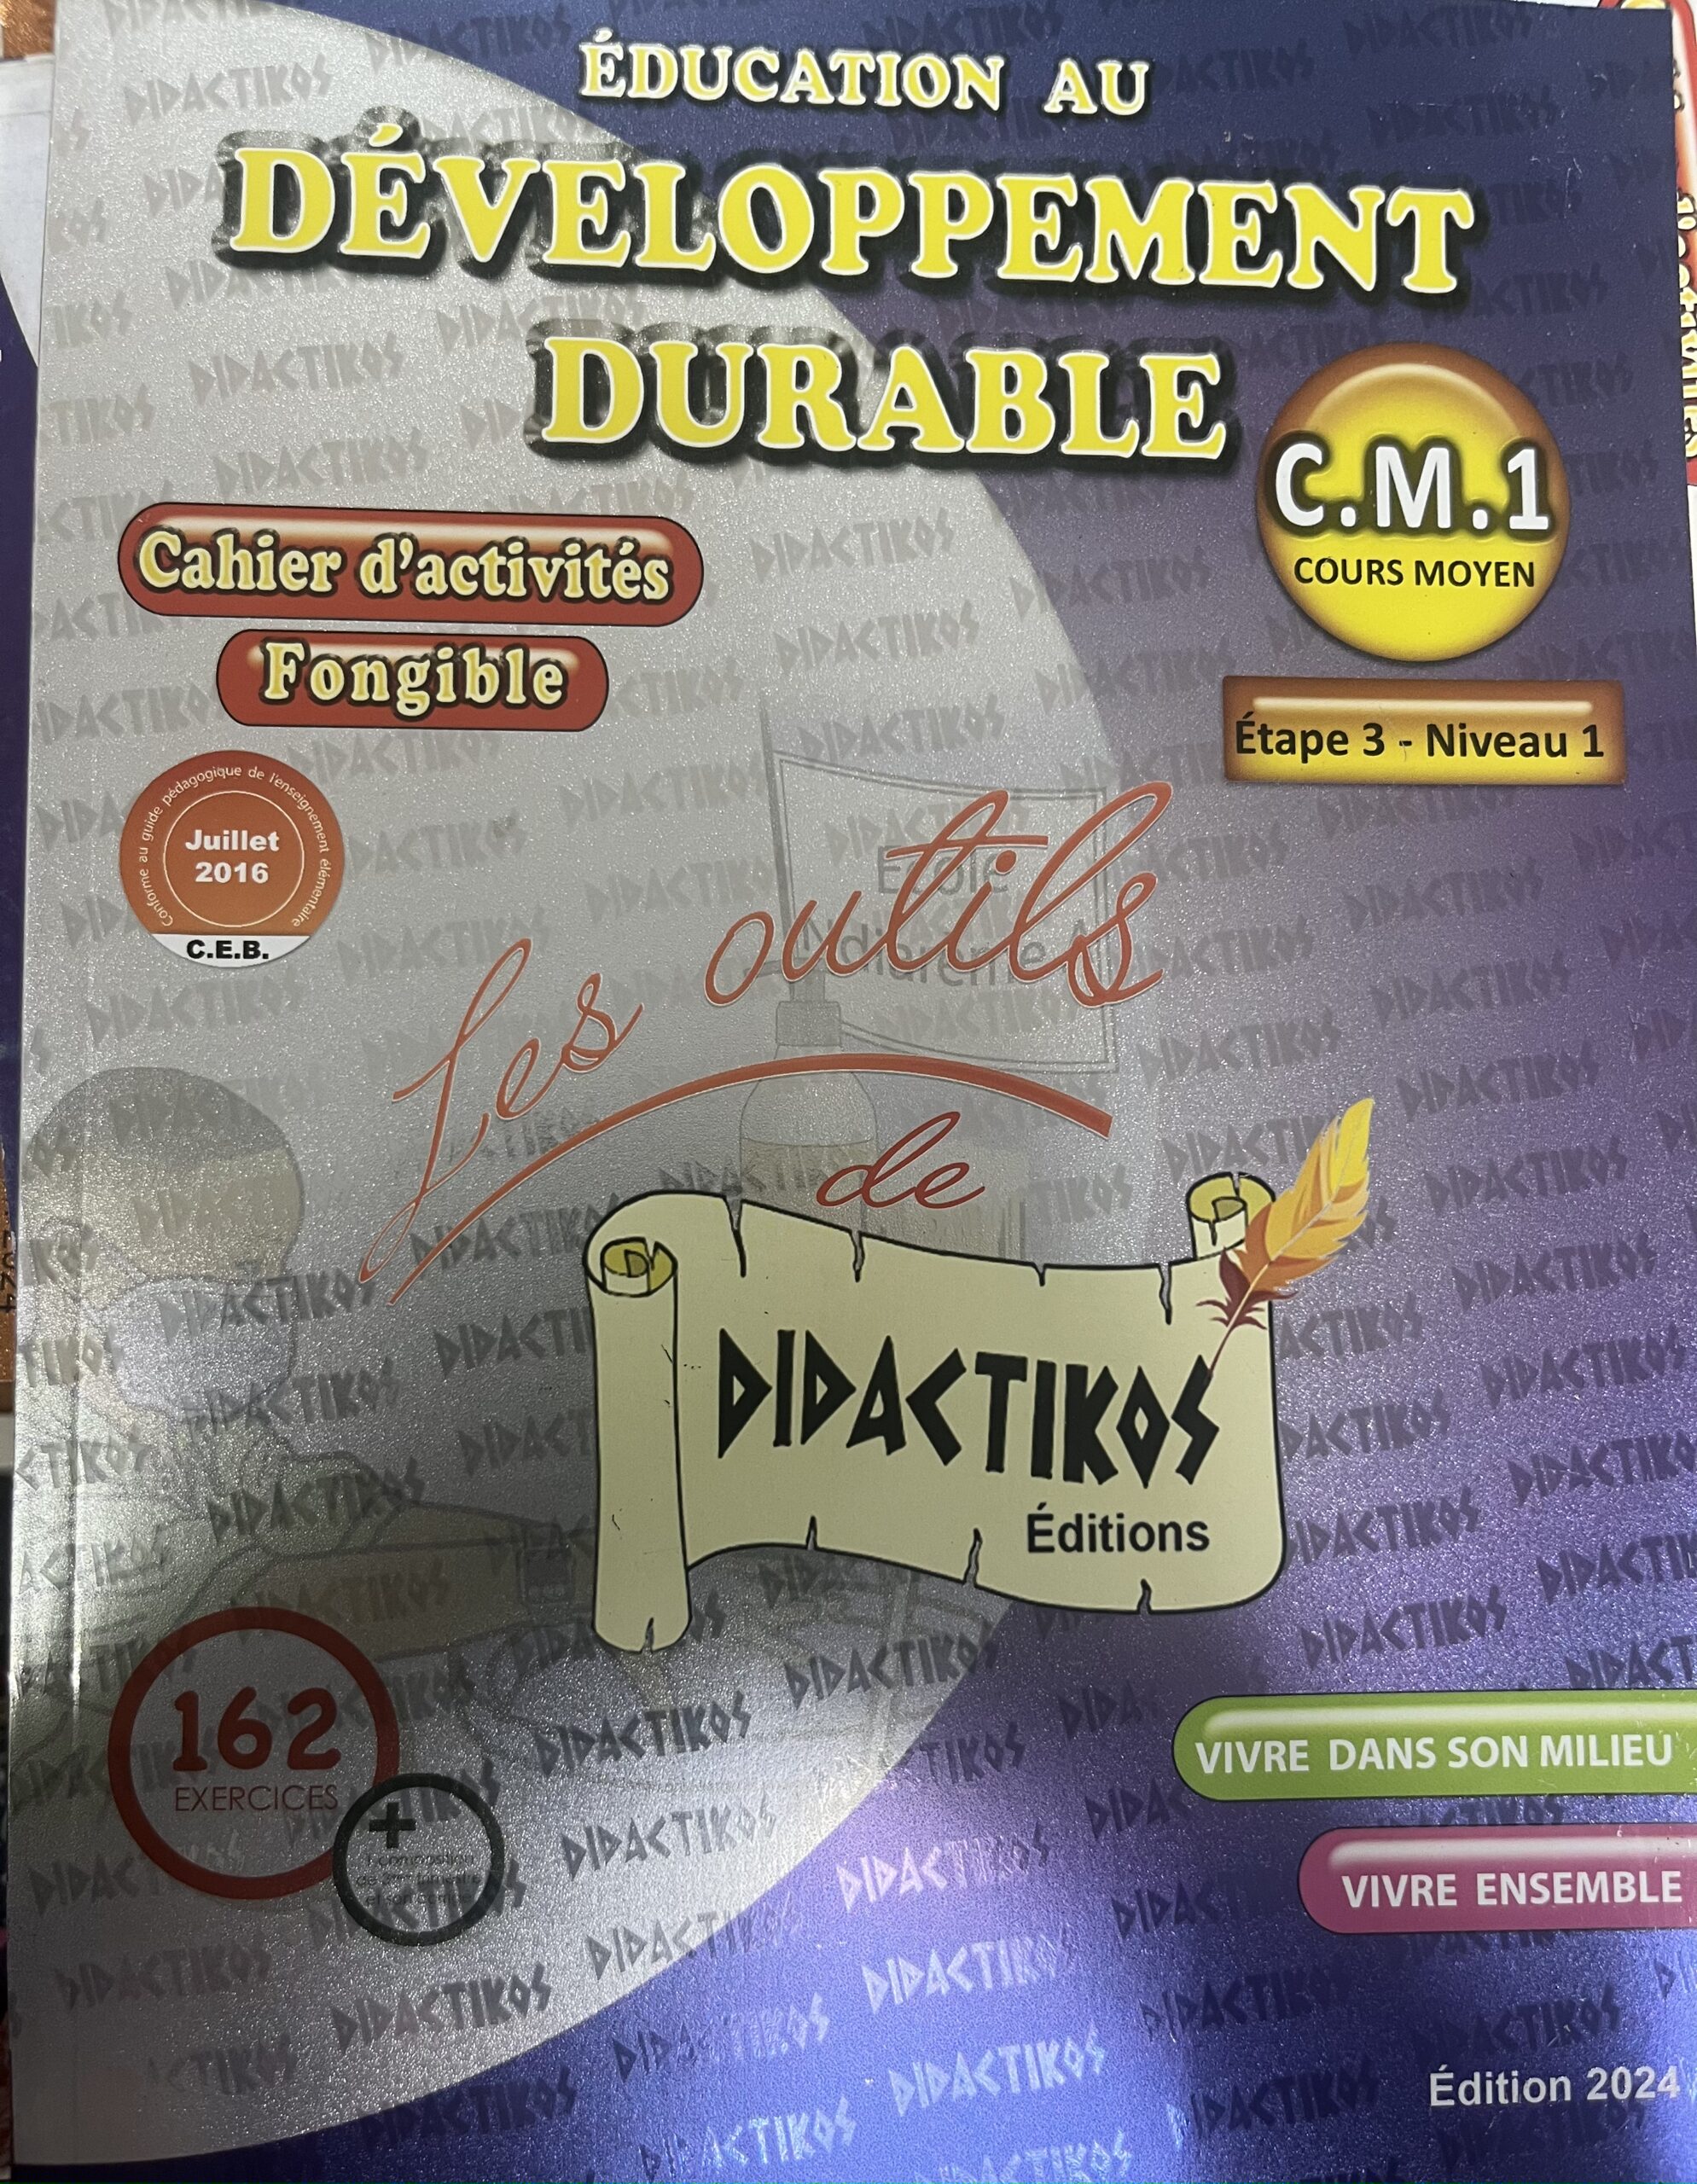 ÉDUCATION AU
DÉVELOPPEMENT
DURABLE
C.M.1
COURS MOYEN
Cahier d'activités
Fongible
Étape 3 - Niveau 1
Conforme au guide pédagogique de l'enseignement élémentaire
Juillet
2016
C.E.B.
École
Les outils
de
DIDACTIKOS
Éditions
162
EXERCICES
+
VIVRE DANS SON MILIEU
VIVRE ENSEMBLE
Édition 2024